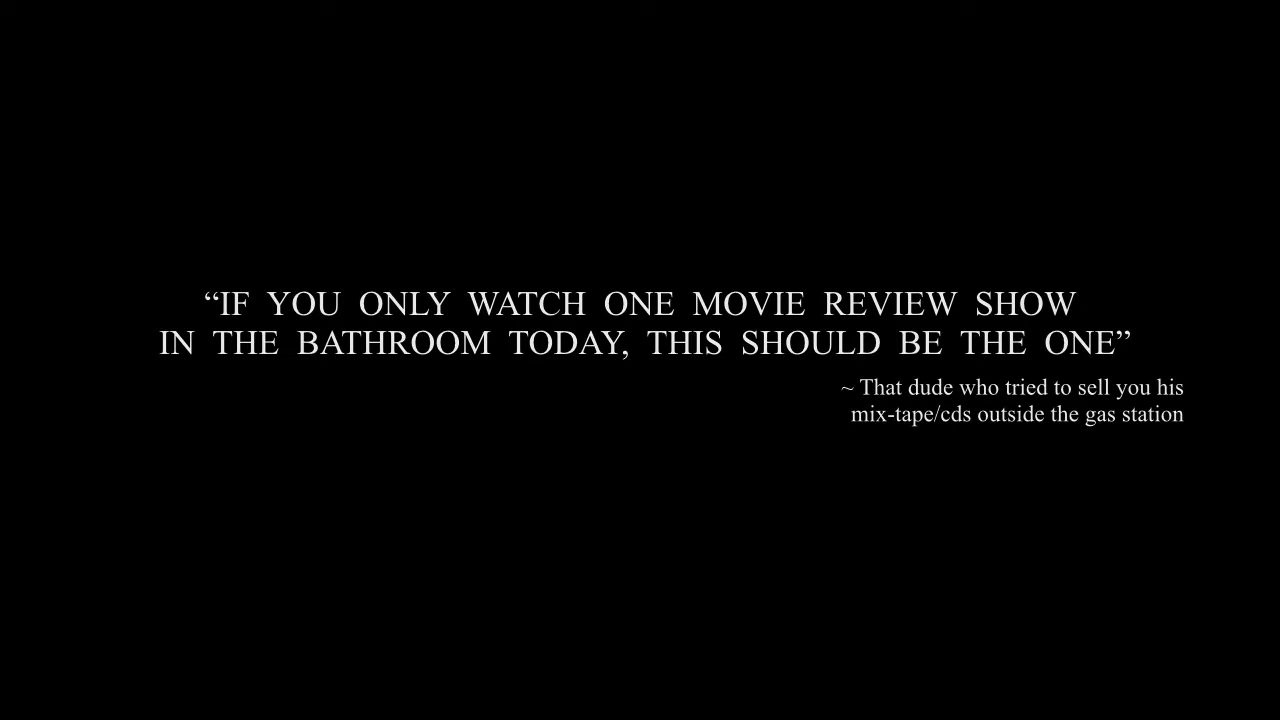 “IF YOU ONLY WATCH ONE MOVIE REVIEW SHOW
IN THE BATHROOM TODAY, THIS SHOULD BE THE ONE”
~ That dude who tried to sell you his
mix-tape/cds outside the gas station